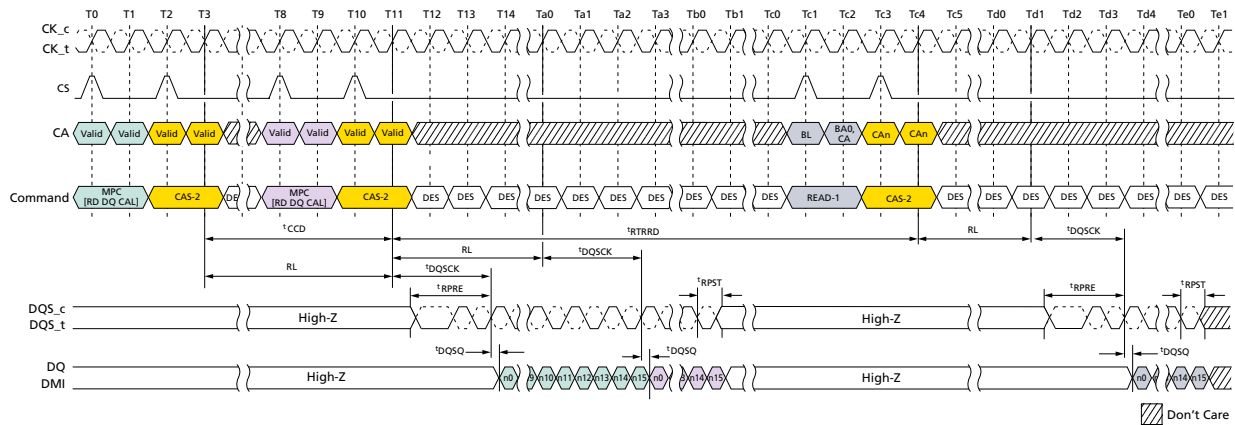 T0 T1 T2 T3 T8 T9 T10 T11 T12 T13 T14 Ta0 Ta1 Ta2 Ta3 Tb0 Tb1 Tc0 Tc1 Tc2 Tc3 Tc4 Tc5 Td0 Td1 Td2 Td3 Td4 Te0 Te1
CK_c
CK_t
CS
CA Valid Valid Valid Valid Valid Valid Valid Valid BL BA0, CA CAn CAn
Command MPC [RD DQ CAL] CAS-2 DE MPC [RD DQ CAL] CAS-2 DES DES DES DES DES DES DES DES DES DES READ-1 CAS-2 DES DES DES DES DES DES DES DES
tCCD tRTRRD RL
RL tDQSCK tDQSCK
RL tDQSCK
tRPRE tRPST tRPRE tRPST
DQS_c
DQS_t
High-Z High-Z
tDQSQ tDQSQ tDQSQ
DQ
DMI
High-Z n0 9 n10 n11 n12 n13 n14 n15 n0 3 n14 n15 High-Z n0 n14 n15
Don't Care